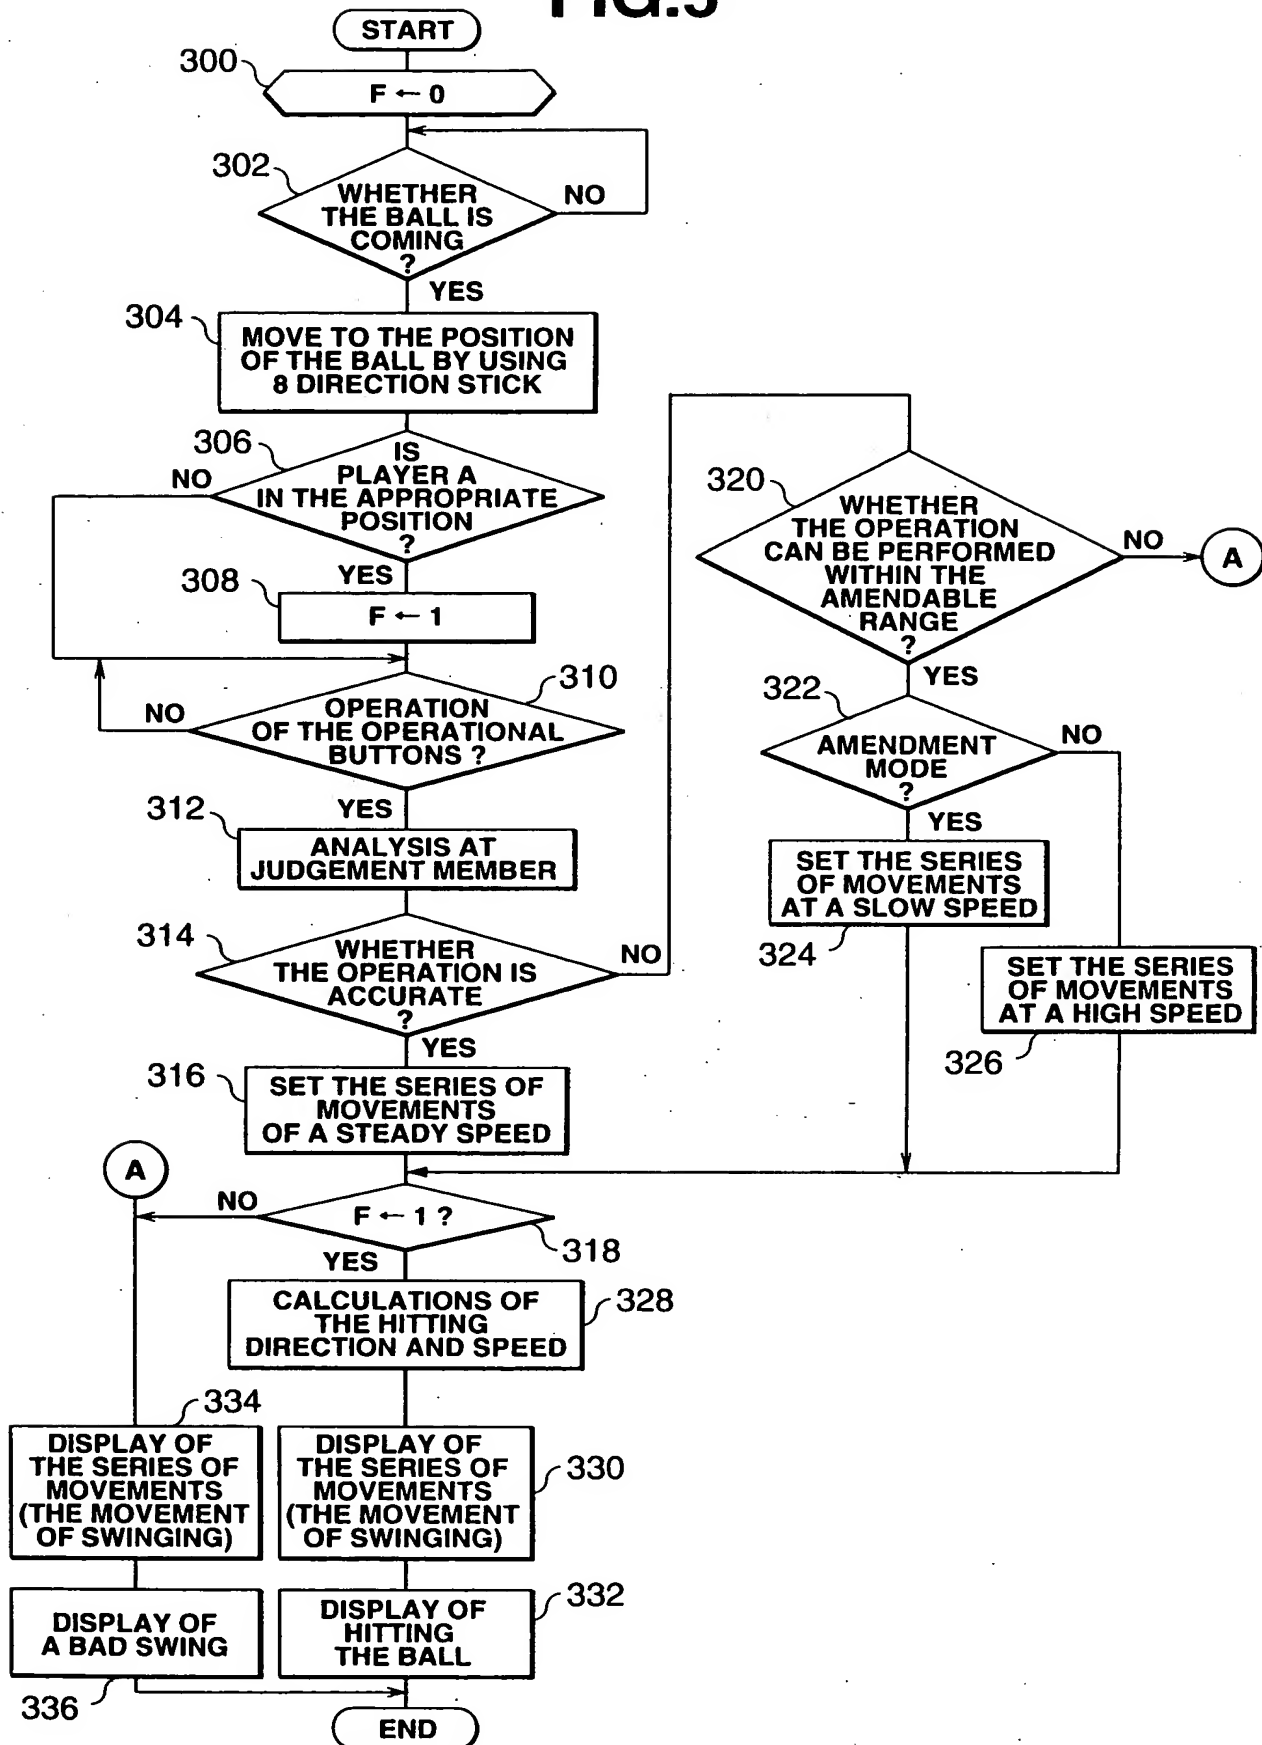 FIG.5
START
300
F ← 0
302
WHETHER
THE BALL IS
COMING
?
NO
YES
304
MOVE TO THE POSITION
OF THE BALL BY USING
8 DIRECTION STICK
306
IS
PLAYER A
IN THE APPROPRIATE
POSITION
?
NO
YES
308
F ← 1
310
OPERATION
OF THE OPERATIONAL
BUTTONS ?
NO
YES
312
ANALYSIS AT
JUDGEMENT MEMBER
314
WHETHER
THE OPERATION IS
ACCURATE
?
NO
YES
316
SET THE SERIES OF
MOVEMENTS
OF A STEADY SPEED
320
WHETHER
THE OPERATION
CAN BE PERFORMED
WITHIN THE
AMENDABLE
RANGE
?
NO
A
YES
322
AMENDMENT
MODE
?
NO
YES
SET THE SERIES
OF MOVEMENTS
AT A SLOW SPEED
324
SET THE SERIES
OF MOVEMENTS
AT A HIGH SPEED
326
A
NO
F ← 1 ?
318
YES
CALCULATIONS OF
THE HITTING
DIRECTION AND SPEED
328
334
DISPLAY OF
THE SERIES OF
MOVEMENTS
(THE MOVEMENT
OF SWINGING)
DISPLAY OF
THE SERIES OF
MOVEMENTS
(THE MOVEMENT
OF SWINGING)
330
DISPLAY OF
A BAD SWING
336
DISPLAY OF
HITTING
THE BALL
332
END